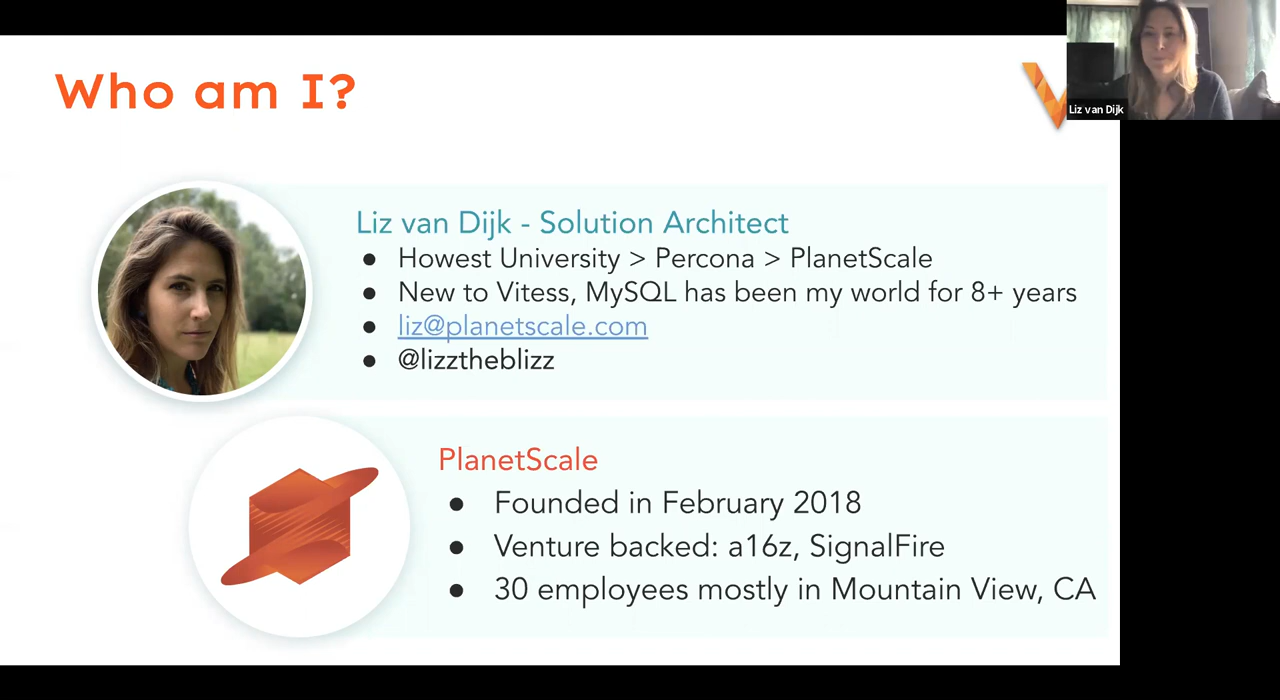 Who am I?
Liz van Dijk
Liz van Dijk - Solution Architect
● Howest University > Percona > PlanetScale
● New to Vitess, MySQL has been my world for 8+ years
● liz@planetscale.com
● @lizztheblizz
PlanetScale
● Founded in February 2018
● Venture backed: a16z, SignalFire
● 30 employees mostly in Mountain View, CA